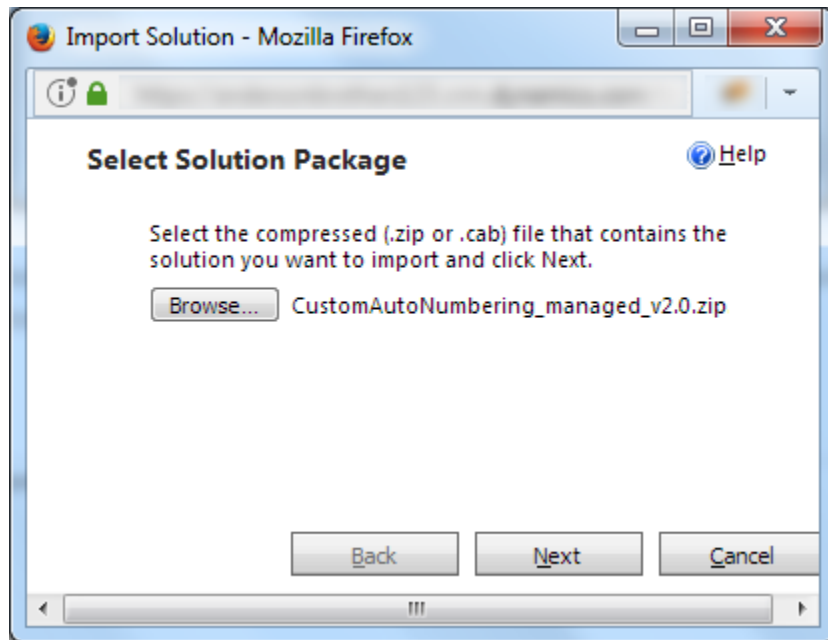 Import Solution - Mozilla Firefox
Select Solution Package
Help
Select the compressed (.zip or .cab) file that contains the
solution you want to import and click Next.
Browse... CustomAutoNumbering_managed_v2.0.zip
Back Next Cancel